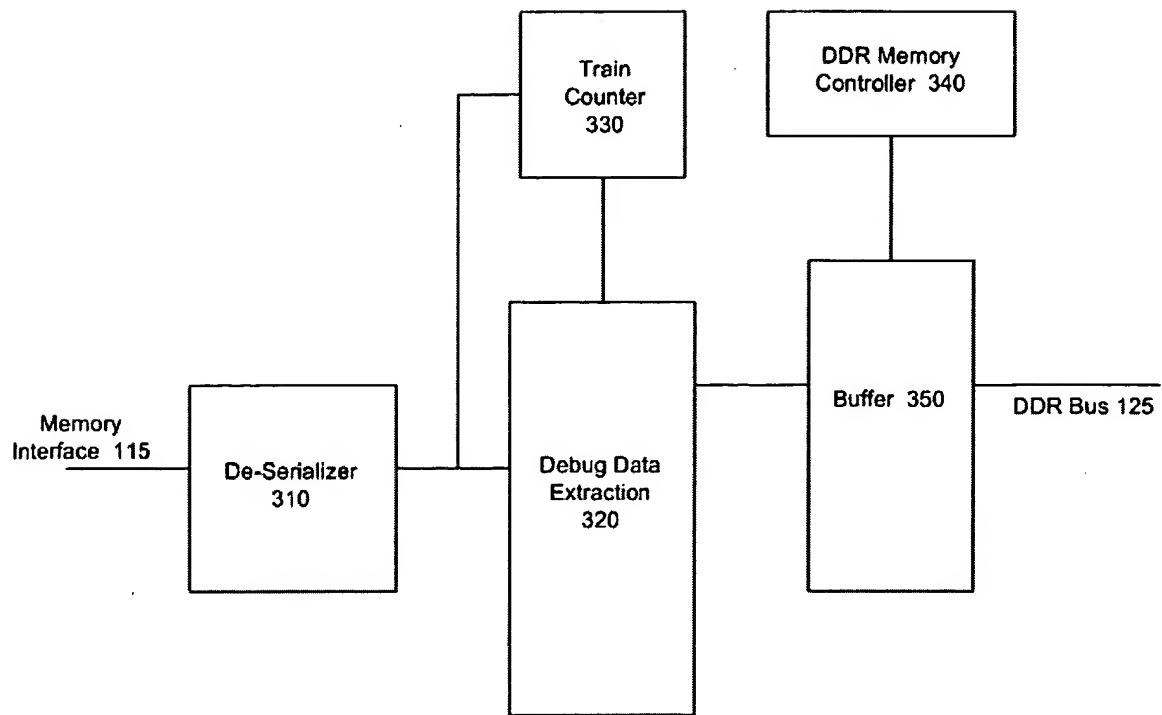 Train
Counter
330
DDR Memory
Controller 340
Memory
Interface 115
De-Serializer
310
Debug Data
Extraction
320
Buffer 350
DDR Bus 125